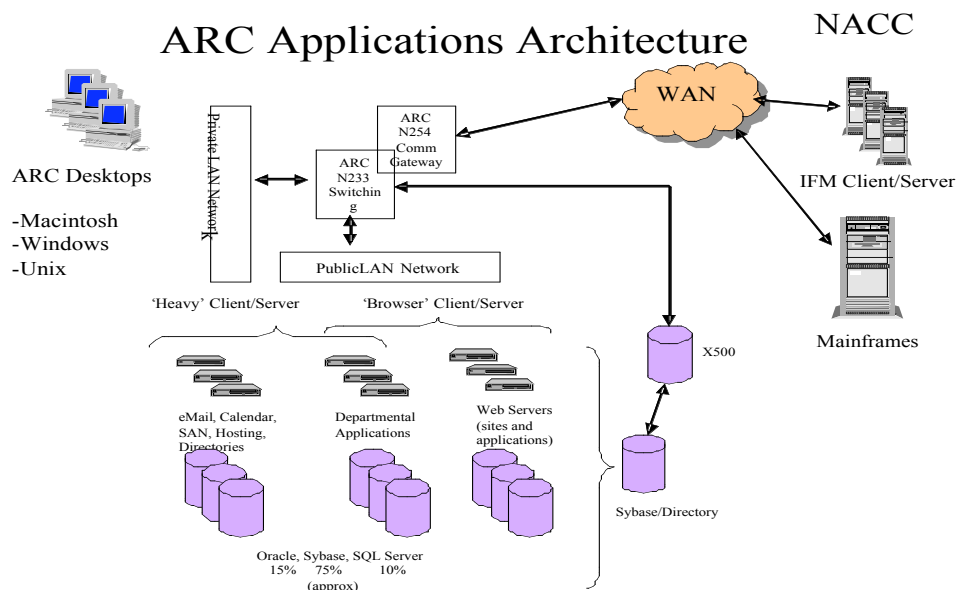 ARC Applications Architecture
NACC
WAN
ARC
N254
Comm
Gateway
ARC
N233
Switchin
g
Private LAN Network
k
ARC Desktops
-Macintosh
-Windows
-Unix
IFM Client/Server
PublicLAN Network
Mainframes
'Heavy' Client/Server
'Browser' Client/Server
X500
eMail, Calendar,
SAN, Hosting,
Directories
Departmental
Applications
Web Servers
(sites and
applications)
Sybase/Directory
Oracle, Sybase, SQL Server
15% 75% 10%
(approx)